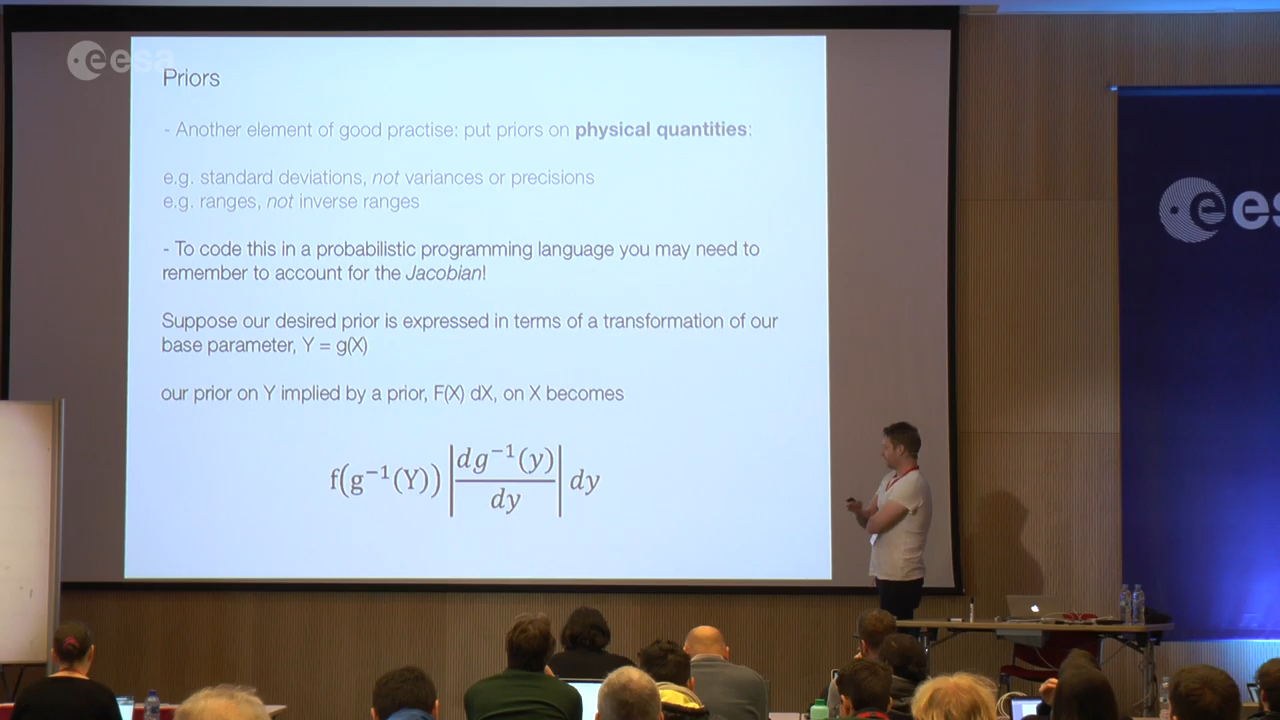 esa
Priors
- Another element of good practise: put priors on physical quantities:
e.g. standard deviations, not variances or precisions
e.g. ranges, not inverse ranges
- To code this in a probabilistic programming language you may need to
remember to account for the Jacobian!
Suppose our desired prior is expressed in terms of a transformation of our
base parameter, Y = g(X)
our prior on Y implied by a prior, F(X) dX, on X becomes
f(g⁻¹(Y)) |dg⁻¹(y)/dy| dy
es